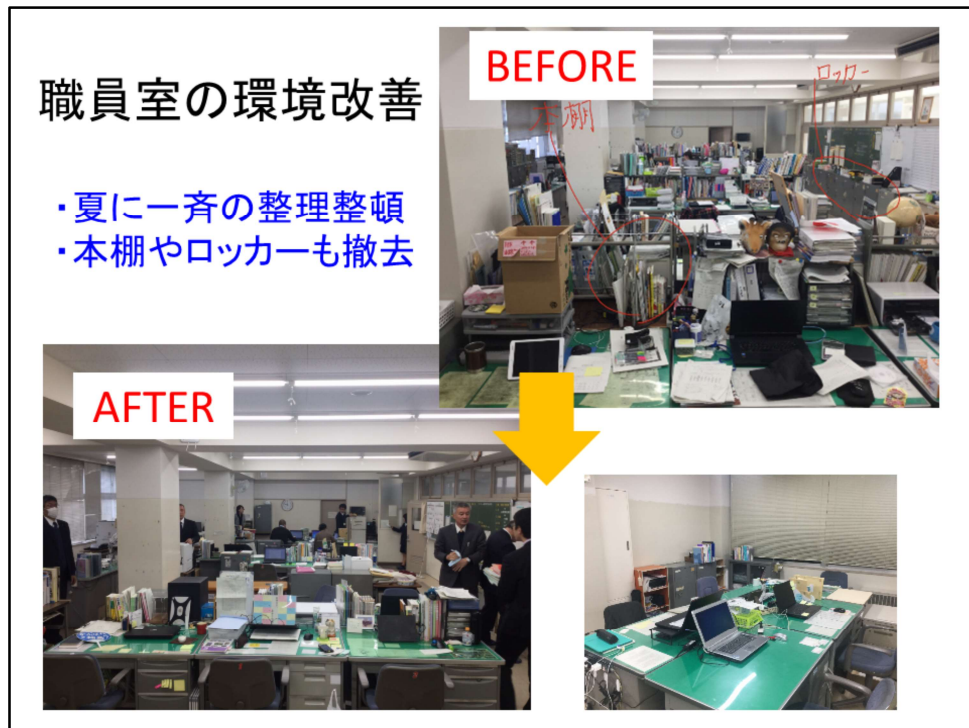 職員室の環境改善
・夏に一斉の整理整頓
・本棚やロッカーも撤去
BEFORE
本棚
ロッカー
AFTER